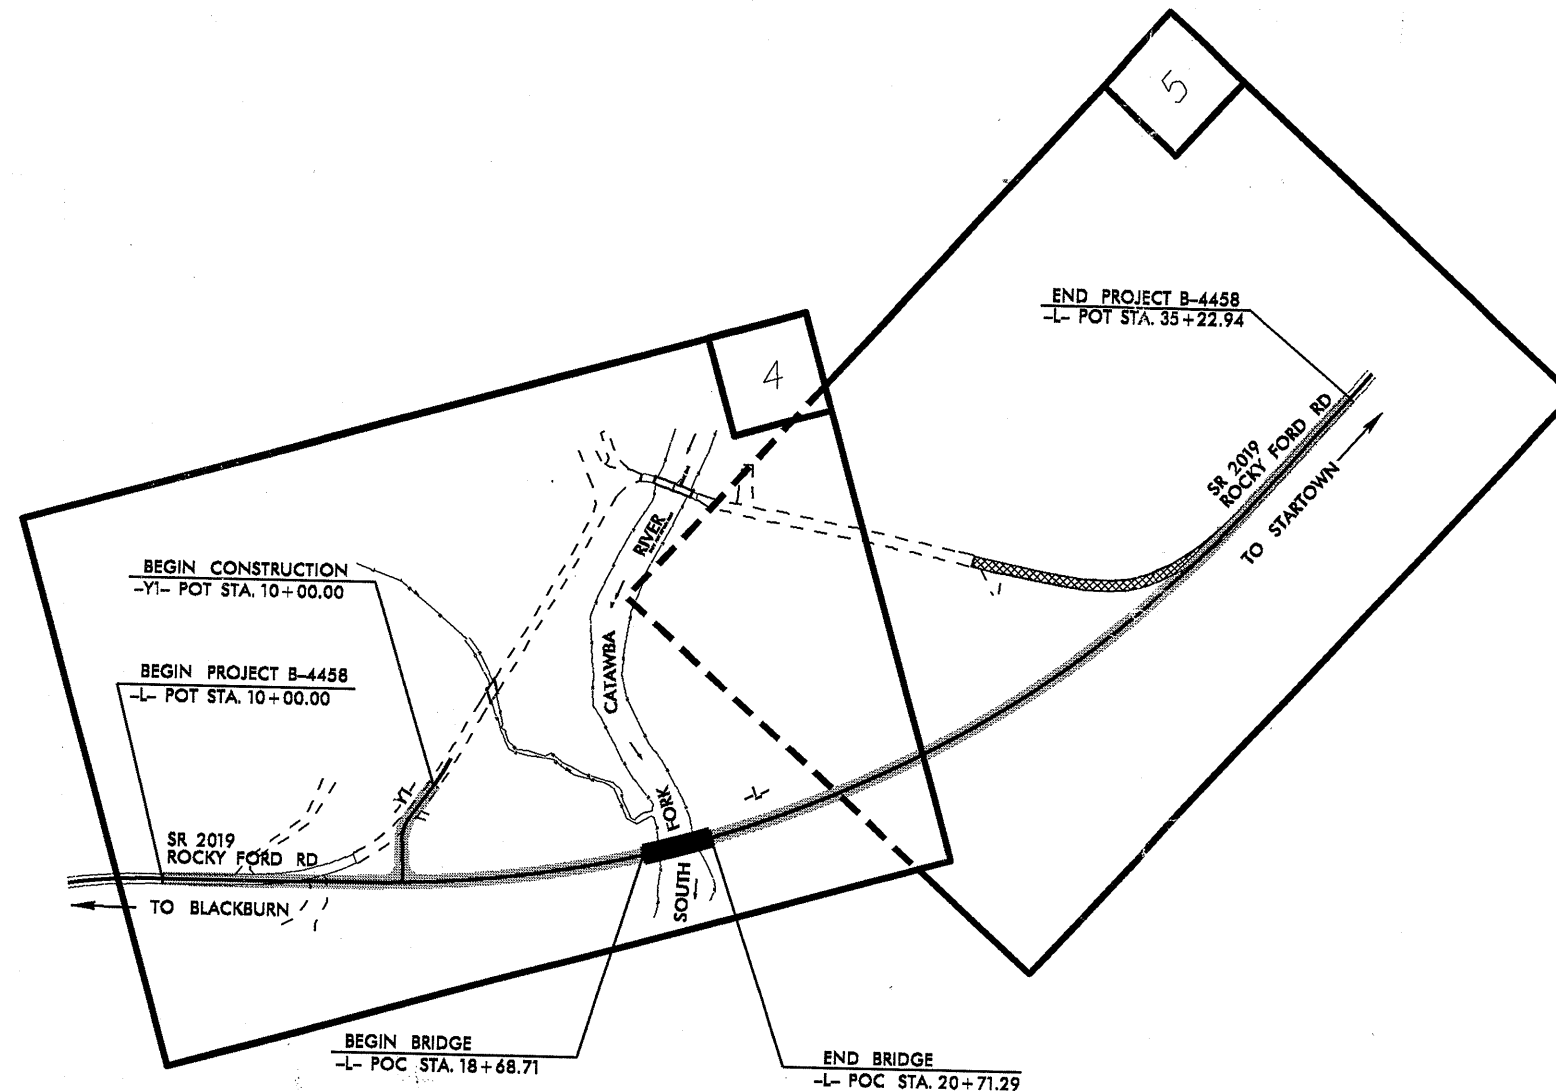 5
END PROJECT B-4458
-L- POT STA. 35+22.94
4
SR 2019
ROCKY FORD RD
TO STARTOWN
RIVER
BEGIN CONSTRUCTION
-Y1- POT STA. 10+00.00
CATAWBA
BEGIN PROJECT B-4458
-L- POT STA. 10+00.00
-Y1-
-L-
FORK
SR 2019
ROCKY FORD RD
SOUTH
TO BLACKBURN
BEGIN BRIDGE
-L- POC STA. 18+68.71
END BRIDGE
-L- POC STA. 20+71.29